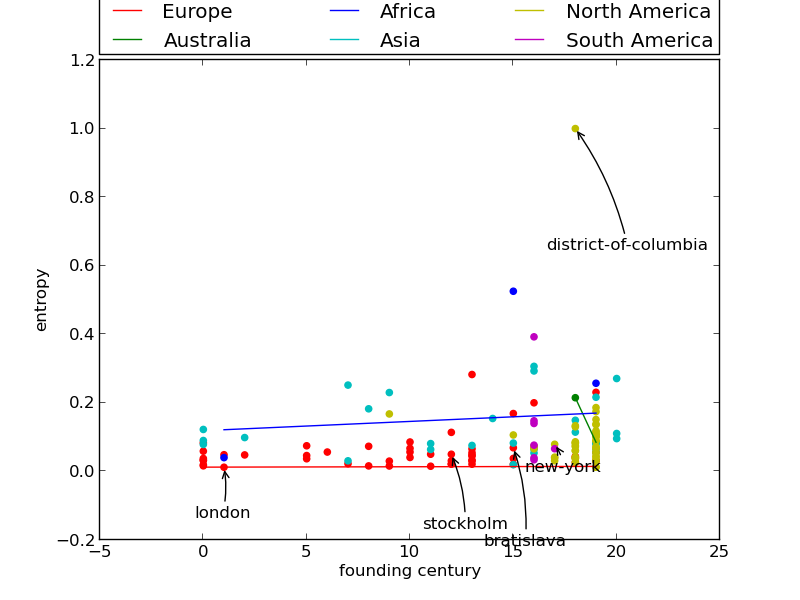 Europe Africa North America
Australia Asia South America
1.2
1.0
0.8
0.6
0.4
0.2
0.0
−0.2
entropy
district-of-columbia
new-york
london
stockholm
bratislava
−5 0 5 10 15 20 25
founding century